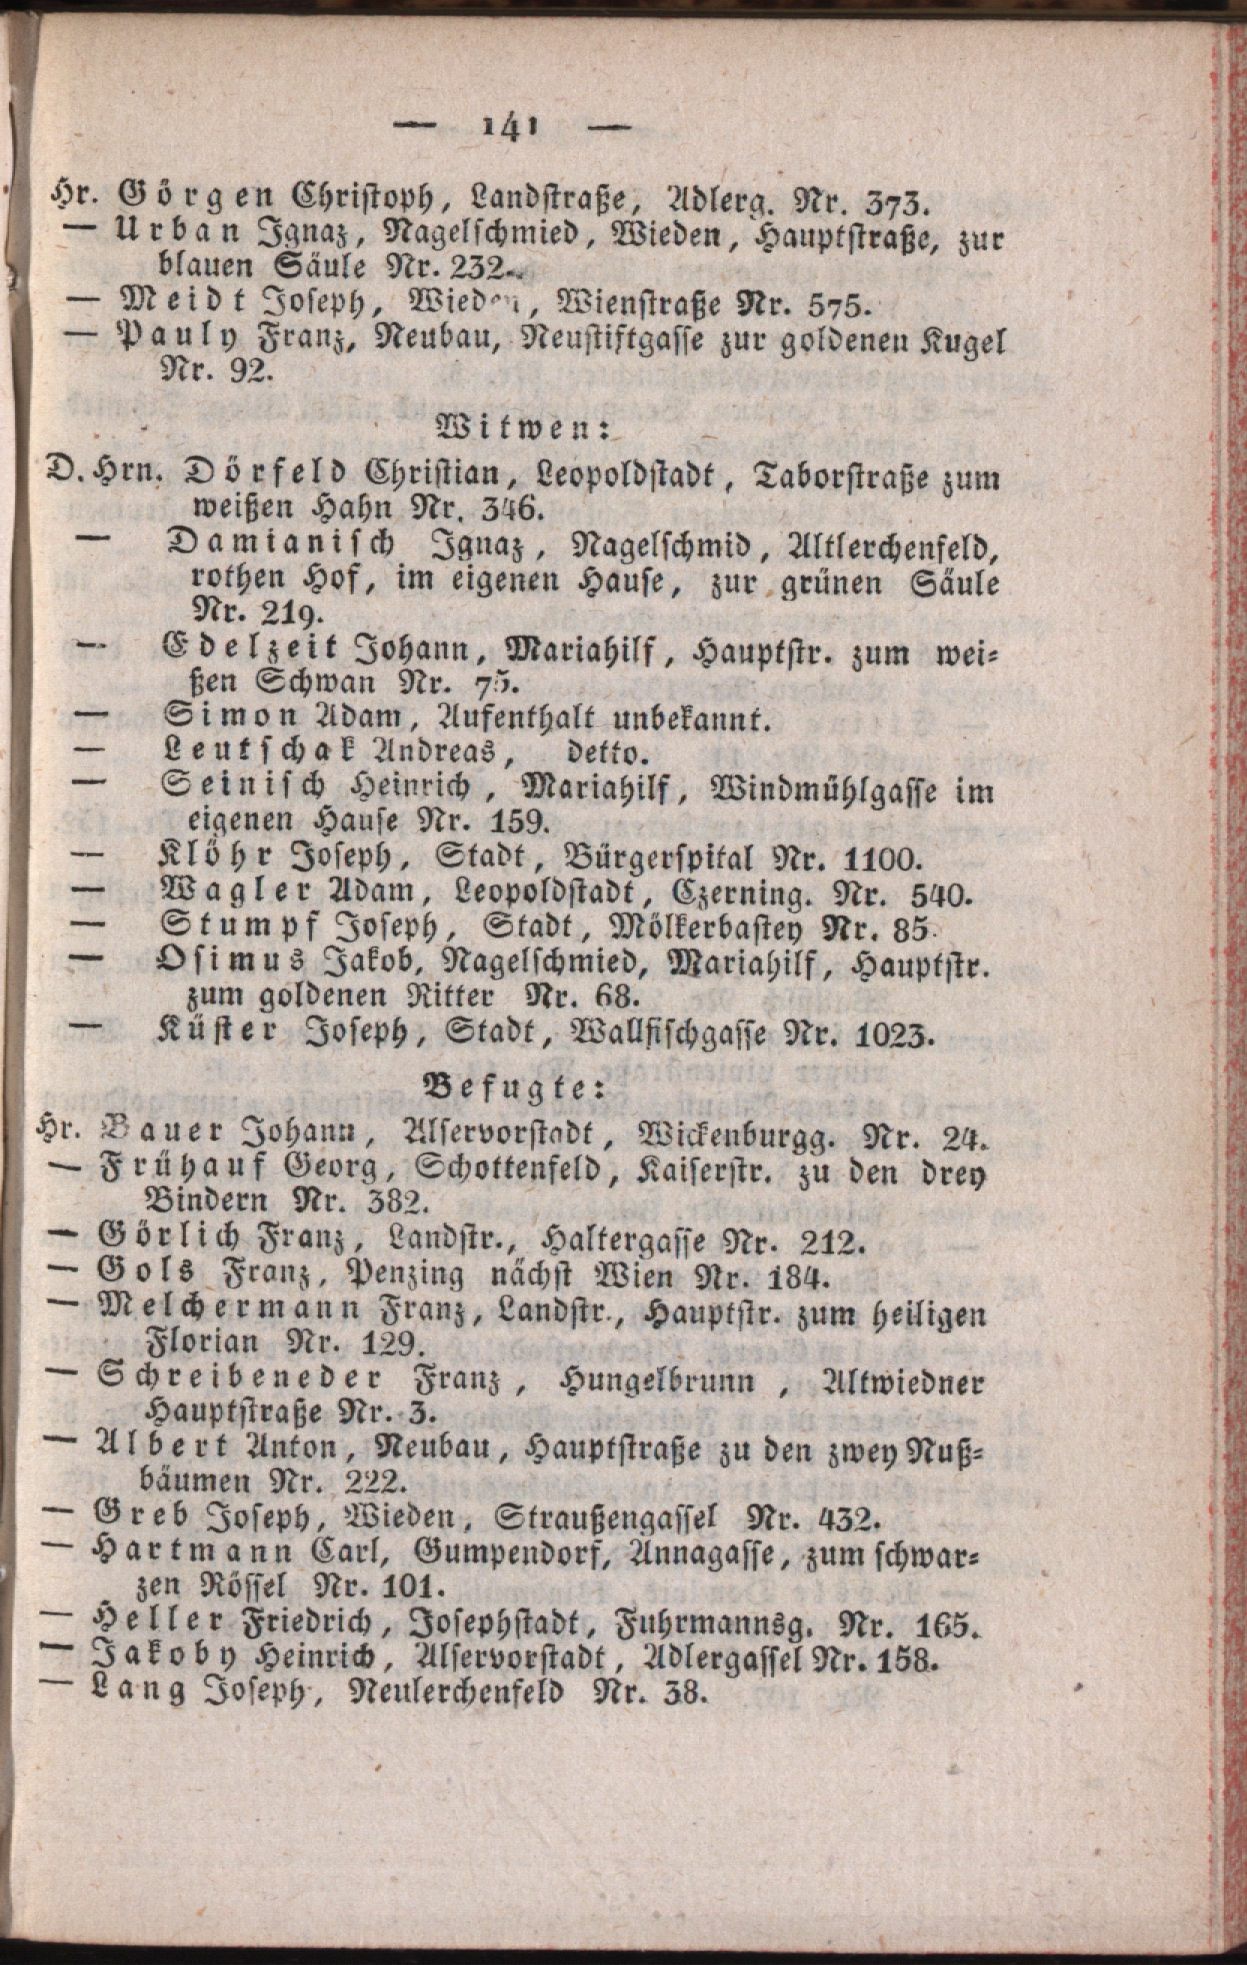 — 141 —
Hr. Görgen Christoph, Landstraße, Adlerg. Nr. 373.
— Urban Ignaz, Nagelschmied, Wieden, Hauptstraße, zur
blauen Säule Nr. 232.
— Meidt Joseph, Wieden, Wienstraße Nr. 575.
— Pauly Franz, Neubau, Neustiftgasse zur goldenen Kugel
Nr. 92.
Witwen:
D. Hrn. Dörfeld Christian, Leopoldstadt, Taborstraße zum
weißen Hahn Nr. 346.
— Damianisch Ignaz, Nagelschmid, Altlerchenfeld,
rothen Hof, im eigenen Hause, zur grünen Säule
Nr. 219.
— Edelzeit Johann, Mariahilf, Hauptstr. zum wei-
ßen Schwan Nr. 75.
— Simon Adam, Aufenthalt unbekannt.
— Leutschak Andreas, detto.
— Seinisch Heinrich, Mariahilf, Windmühlgasse im
eigenen Hause Nr. 159.
— Klöhr Joseph, Stadt, Bürgerspital Nr. 1100.
— Wagler Adam, Leopoldstadt, Czerning. Nr. 540.
— Stumpf Joseph, Stadt, Mölkerbastey Nr. 85.
— Osimus Jakob, Nagelschmied, Mariahilf, Hauptstr.
zum goldenen Ritter Nr. 68.
— Küster Joseph, Stadt, Wallfischgasse Nr. 1023.
Befugte:
Hr. Bauer Johann, Alservorstadt, Wickenburgg. Nr. 24.
— Frühauf Georg, Schottenfeld, Kaiserstr. zu den drey
Bindern Nr. 382.
— Görlich Franz, Landstr., Haltergasse Nr. 212.
— Gols Franz, Penzing nächst Wien Nr. 184.
— Melchermann Franz, Landstr., Hauptstr. zum heiligen
Florian Nr. 129.
— Schreibeneder Franz, Hungelbrunn, Altwiedner
Hauptstraße Nr. 3.
— Albert Anton, Neubau, Hauptstraße zu den zwey Nuß-
bäumen Nr. 222.
— Greb Joseph, Wieden, Straußengassel Nr. 432.
— Hartmann Carl, Gumpendorf, Annagasse, zum schwar-
zen Rössel Nr. 101.
— Heller Friedrich, Josephstadt, Fuhrmannsg. Nr. 165.
— Jakoby Heinrich, Alservorstadt, Adlergassel Nr. 158.
— Lang Joseph, Neulerchenfeld Nr. 38.